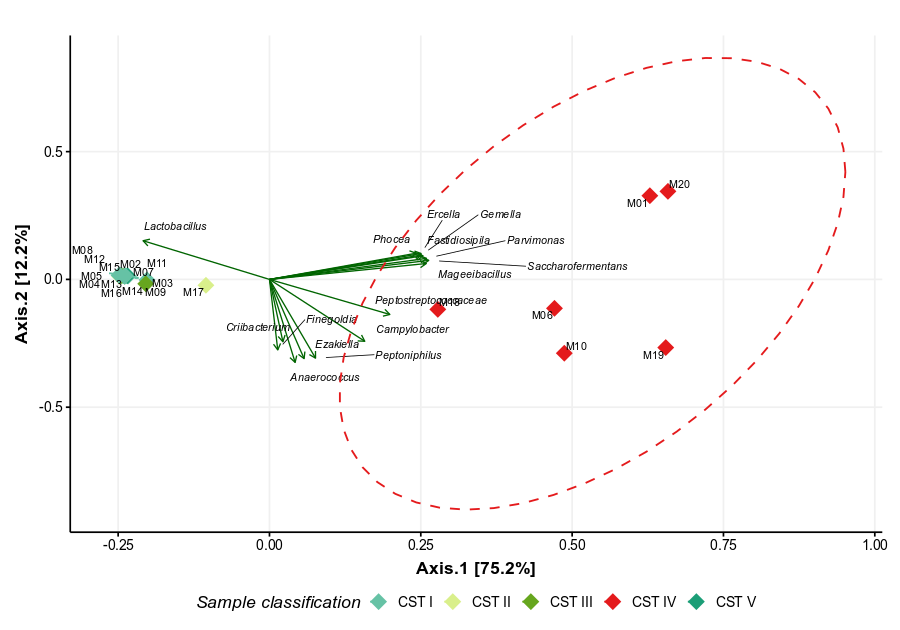 Axis.2 [12.2%]
0.5
0.0
-0.5
M20
M01
Ercella
Gemella
Lactobacillus
Phocea
Fastidiosipila
Parvimonas
M08
M12
M15
M02
M11
Saccharofermentans
M05
M07
Mageeibacillus
M04
M13
M03
M16
M14
M09
M17
Peptostreptococcaceae
M18
M06
Finegoldia
Criibacterium
Campylobacter
Ezakiella
M10
Peptoniphilus
M19
Anaerococcus
-0.25
0.00
0.25
0.50
0.75
1.00
Axis.1 [75.2%]
Sample classification
CST I
CST II
CST III
CST IV
CST V